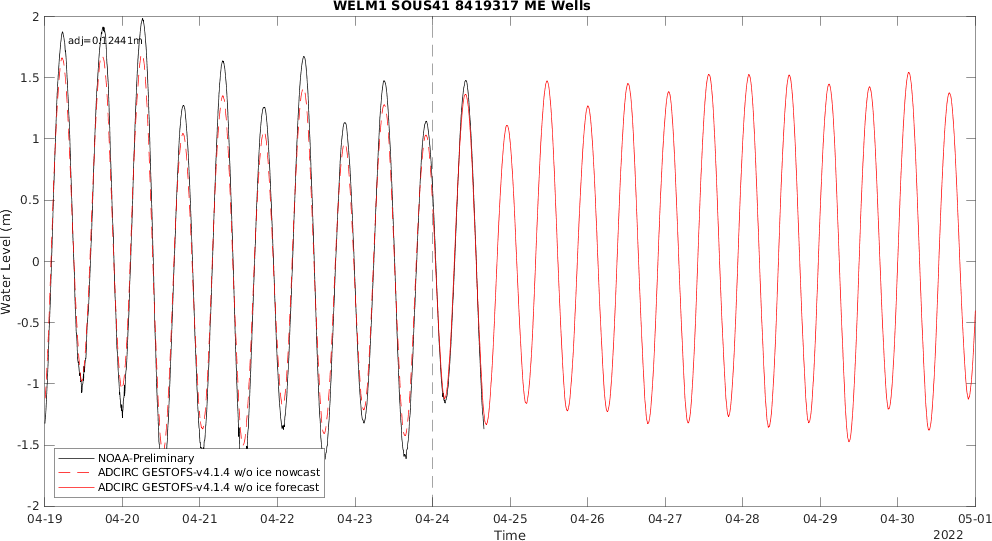 WELM1 SOUS41 8419317 ME Wells
adj=0.12441m
2
1.5
1
0.5
0
-0.5
-1
-1.5
-2
Water Level (m)
NOAA-Preliminary
ADCIRC GESTOFS-v4.1.4 w/o ice nowcast
ADCIRC GESTOFS-v4.1.4 w/o ice forecast
04-19 04-20 04-21 04-22 04-23 04-24 04-25 04-26 04-27 04-28 04-29 04-30 05-01
Time
2022